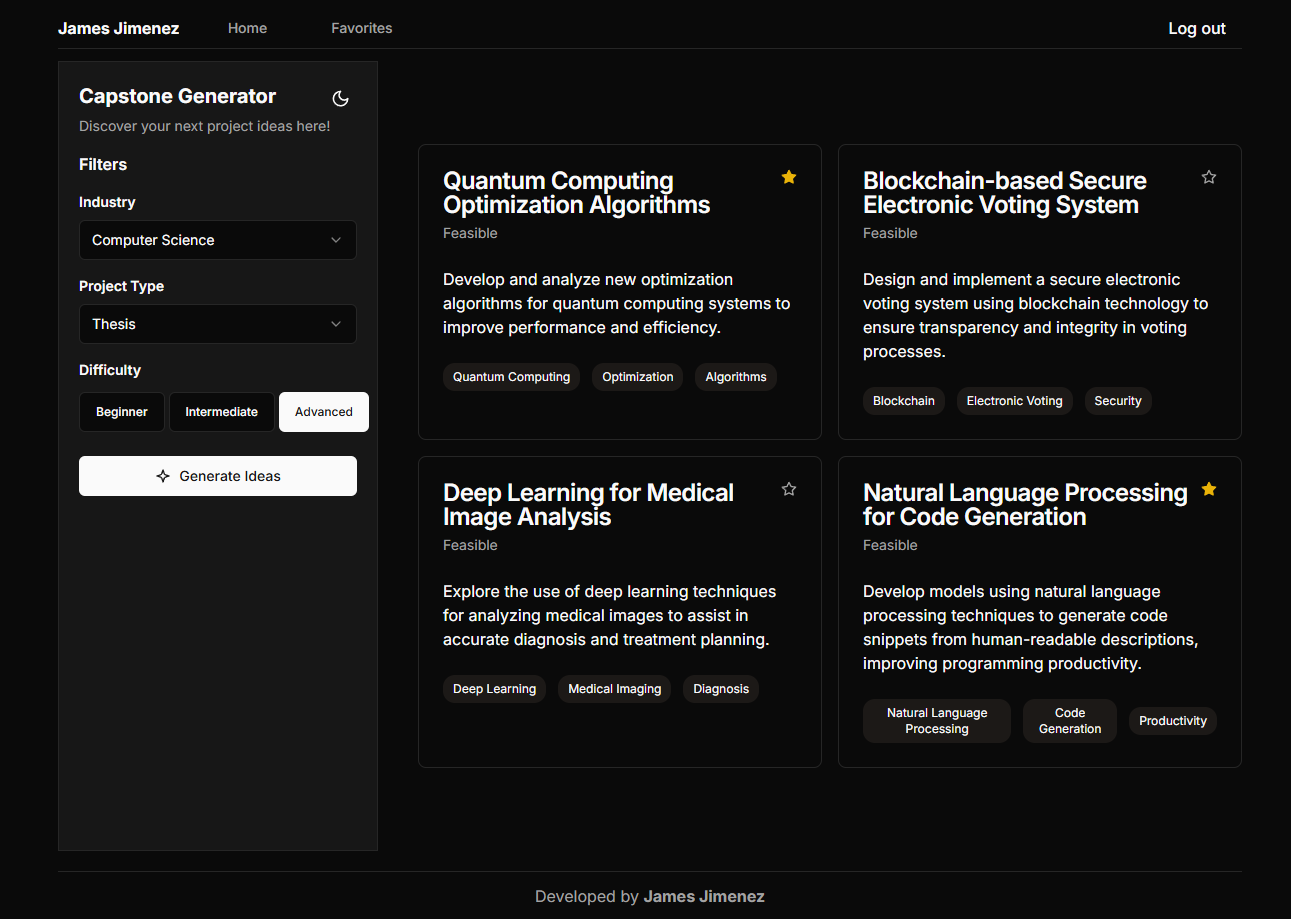 James Jimenez
Home
Favorites
Log out
Capstone Generator
Discover your next project ideas here!
Filters
Industry
Computer Science
Project Type
Thesis
Difficulty
Beginner
Intermediate
Advanced
Generate Ideas
Quantum Computing
Optimization Algorithms
Feasible
Develop and analyze new optimization
algorithms for quantum computing systems to
improve performance and efficiency.
Quantum Computing
Optimization
Algorithms
Blockchain-based Secure
Electronic Voting System
Feasible
Design and implement a secure electronic
voting system using blockchain technology to
ensure transparency and integrity in voting
processes.
Blockchain
Electronic Voting
Security
Deep Learning for Medical
Image Analysis
Feasible
Explore the use of deep learning techniques
for analyzing medical images to assist in
accurate diagnosis and treatment planning.
Deep Learning
Medical Imaging
Diagnosis
Natural Language Processing
for Code Generation
Feasible
Develop models using natural language
processing techniques to generate code
snippets from human-readable descriptions,
improving programming productivity.
Natural Language
Processing
Code
Generation
Productivity
Developed by James Jimenez